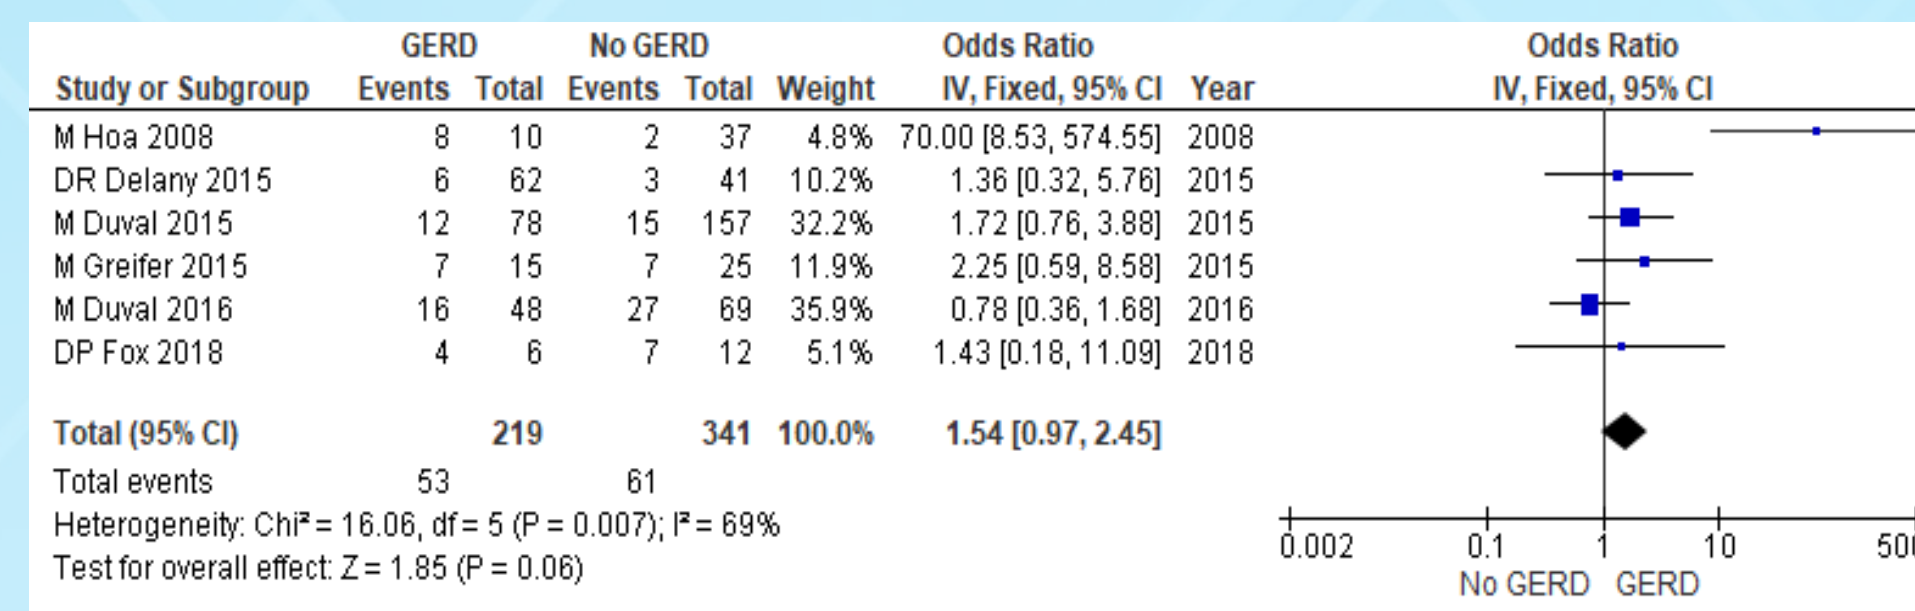 GERD No GERD Odds Ratio Odds Ratio
Study or Subgroup Events Total Events Total Weight IV, Fixed, 95% CI Year IV, Fixed, 95% CI
M Hoa 2008 8 10 2 37 4.8% 70.00 [8.53, 574.55] 2008
DR Delany 2015 6 62 3 41 10.2% 1.36 [0.32, 5.76] 2015
M Duval 2015 12 78 15 157 32.2% 1.72 [0.76, 3.88] 2015
M Greifer 2015 7 15 7 25 11.9% 2.25 [0.59, 8.58] 2015
M Duval 2016 16 48 27 69 35.9% 0.78 [0.36, 1.68] 2016
DP Fox 2018 4 6 7 12 5.1% 1.43 [0.18, 11.09] 2018
Total (95% CI) 219 341 100.0% 1.54 [0.97, 2.45]
Total events 53 61
Heterogeneity: Chi² = 16.06, df = 5 (P = 0.007); I² = 69%
Test for overall effect: Z = 1.85 (P = 0.06)
0.002 0.1 1 10
No GERD GERD